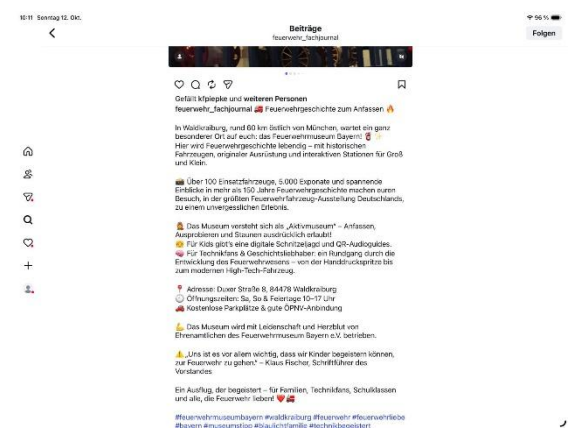 10:11 Sonntag 12. Okt.
96 %
Beiträge
feuerwehr_fachjournal
Folgen
Gefällt kfpiepke und weiteren Personen
feuerwehr_fachjournal 🚒 Feuerwehrgeschichte zum Anfassen 🔥
In Waldkraiburg, rund 60 km östlich von München, wartet ein ganz
besonderer Ort auf euch: das Feuerwehrmuseum Bayern! 🧯✨
Hier wird Feuerwehrgeschichte lebendig – mit historischen
Fahrzeugen, originaler Ausrüstung und interaktiven Stationen für Groß
und Klein.
📸 Über 100 Einsatzfahrzeuge, 5.000 Exponate und spannende
Einblicke in mehr als 150 Jahre Feuerwehrgeschichte machen euren
Besuch, in der größten Feuerwehrfahrzeug-Ausstellung Deutschlands,
zu einem unvergesslichen Erlebnis.
Das Museum versteht sich als „Aktivmuseum“ – Anfassen,
Ausprobieren und Staunen ausdrücklich erlaubt!
Für Kids gibt's eine digitale Schnitzeljagd und QR-Audioguides.
🧠 Für Technikfans & Geschichtsliebhaber: ein Rundgang durch die
Entwicklung des Feuerwehrwesens – von der Handdruckspritze bis
zum modernen High-Tech-Fahrzeug.
📍 Adresse: Duxer Straße 8, 84478 Waldkraiburg
🕙 Öffnungszeiten: Sa, So & Feiertage 10–17 Uhr
🚗 Kostenlose Parkplätze & gute ÖPNV-Anbindung
💪 Das Museum wird mit Leidenschaft und Herzblut von
Ehrenamtlichen des Feuerwehrmuseum Bayern e.V. betrieben.
⚠️ „Uns ist es vor allem wichtig, dass wir Kinder begeistern können,
zur Feuerwehr zu gehen.“ – Klaus Fischer, Schriftführer des
Vorstandes
Ein Ausflug, der begeistert – für Familien, Technikfans, Schulklassen
und alle, die Feuerwehr lieben! ❤️🚒
#feuerwehrmuseumbayern #waldkraiburg #feuerwehr #feuerwehrliebe
#bayern #museumstipp #blaulichtfamilie #technikbegeistert